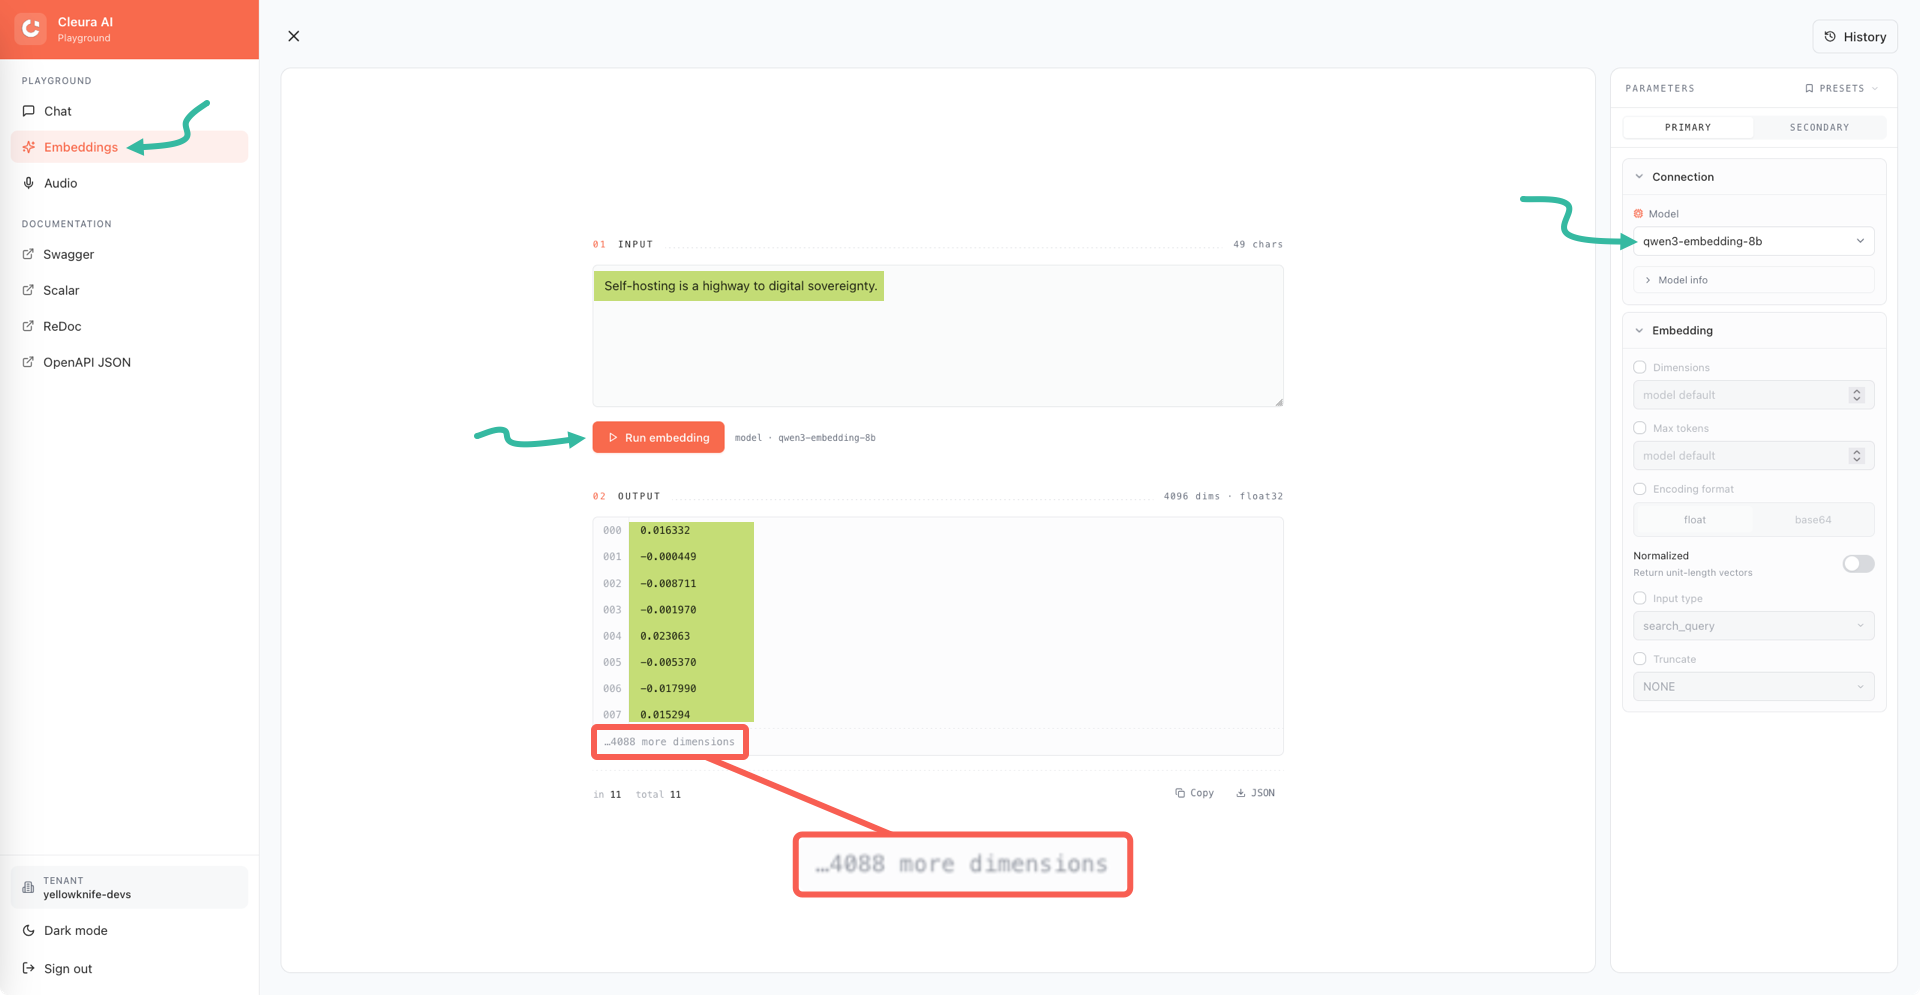 Cleura AI
Playground
PLAYGROUND
Chat
Embeddings
Audio
DOCUMENTATION
Swagger
Scalar
ReDoc
OpenAPI JSON
TENANT
yellowknife-devs
Dark mode
Sign out
History
01 INPUT 49 chars
Self-hosting is a highway to digital sovereignty.
Run embedding model · qwen3-embedding-8b
02 OUTPUT 4096 dims · float32
000 0.016332
001 -0.000449
002 -0.008711
003 -0.001970
004 0.023063
005 -0.005370
006 -0.017990
007 0.015294
…4088 more dimensions
in 11 total 11 Copy JSON
…4088 more dimensions
PARAMETERS PRESETS
PRIMARY SECONDARY
Connection
Model
qwen3-embedding-8b
Model info
Embedding
Dimensions
model default
Max tokens
model default
Encoding format
float base64
Normalized
Return unit-length vectors
Input type
search_query
Truncate
NONE